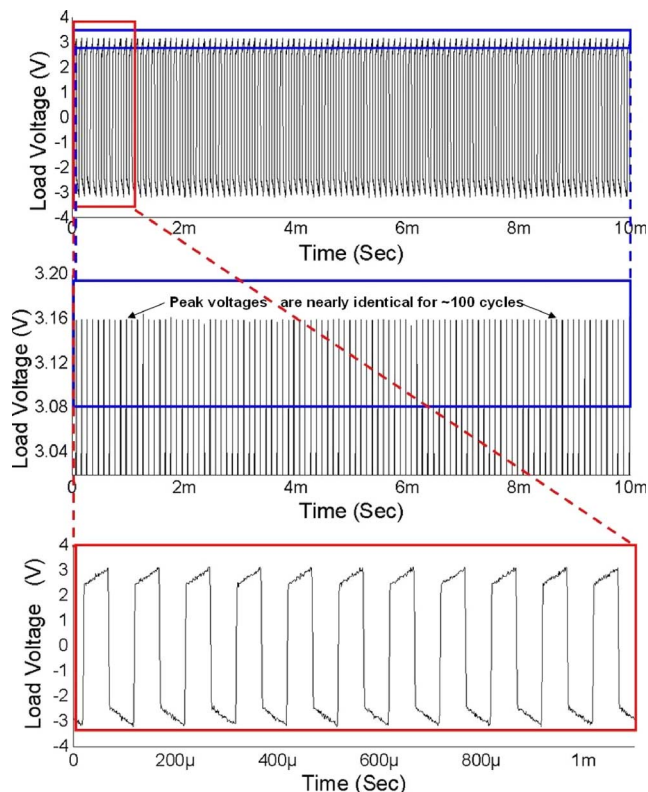 4
3
2
1
0
-1
-2
-3
-4
Load Voltage (V)
0 2m 4m 6m 8m 10m
Time (Sec)
3.20
3.16
3.12
3.08
3.04
Load Voltage (V)
Peak voltages are nearly identical for ~100 cycles
0 2m 4m 6m 8m 10m
Time (Sec)
4
3
2
1
0
-1
-2
-3
-4
Load Voltage (V)
0 200µ 400µ 600µ 800µ 1m
Time (Sec)